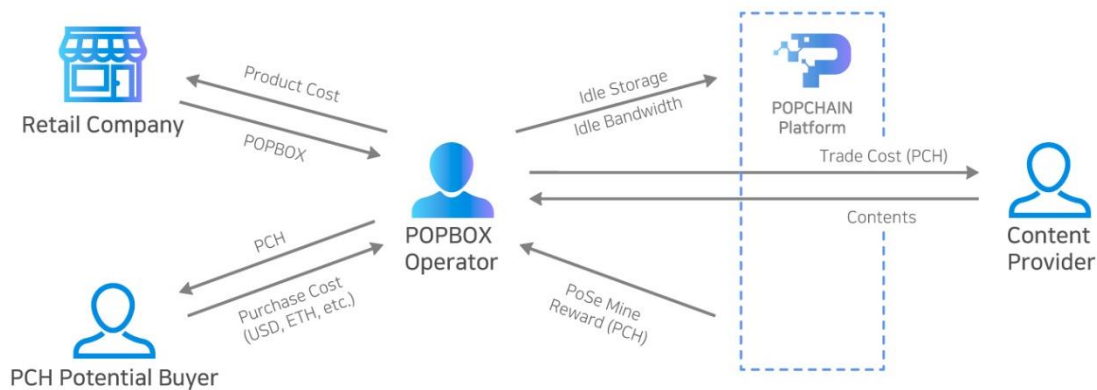 Retail Company
Product Cost
POPBOX
Idle Storage
Idle Bandwidth
POPCHAIN
Platform
Trade Cost (PCH)
Contents
POPBOX
Operator
Content
Provider
PCH
Purchase Cost
(USD, ETH, etc.)
PoSe Mine
Reward (PCH)
PCH Potential Buyer